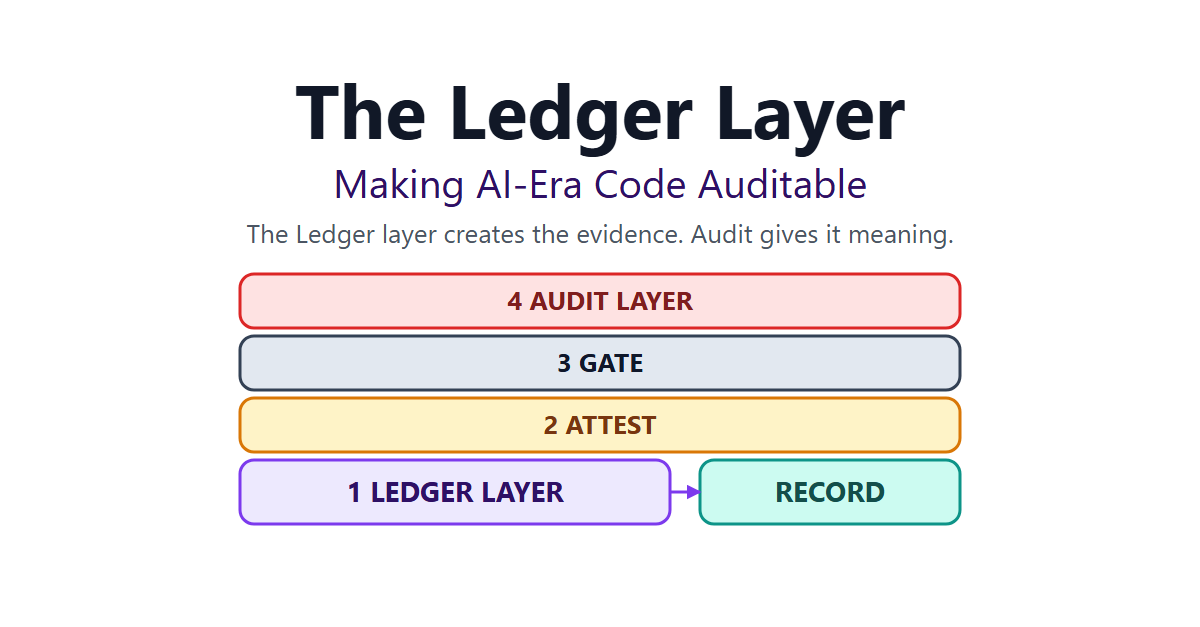 The Ledger Layer
Making AI-Era Code Auditable
The Ledger layer creates the evidence. Audit gives it meaning.
4 AUDIT LAYER
3 GATE
2 ATTEST
1 LEDGER LAYER
RECORD